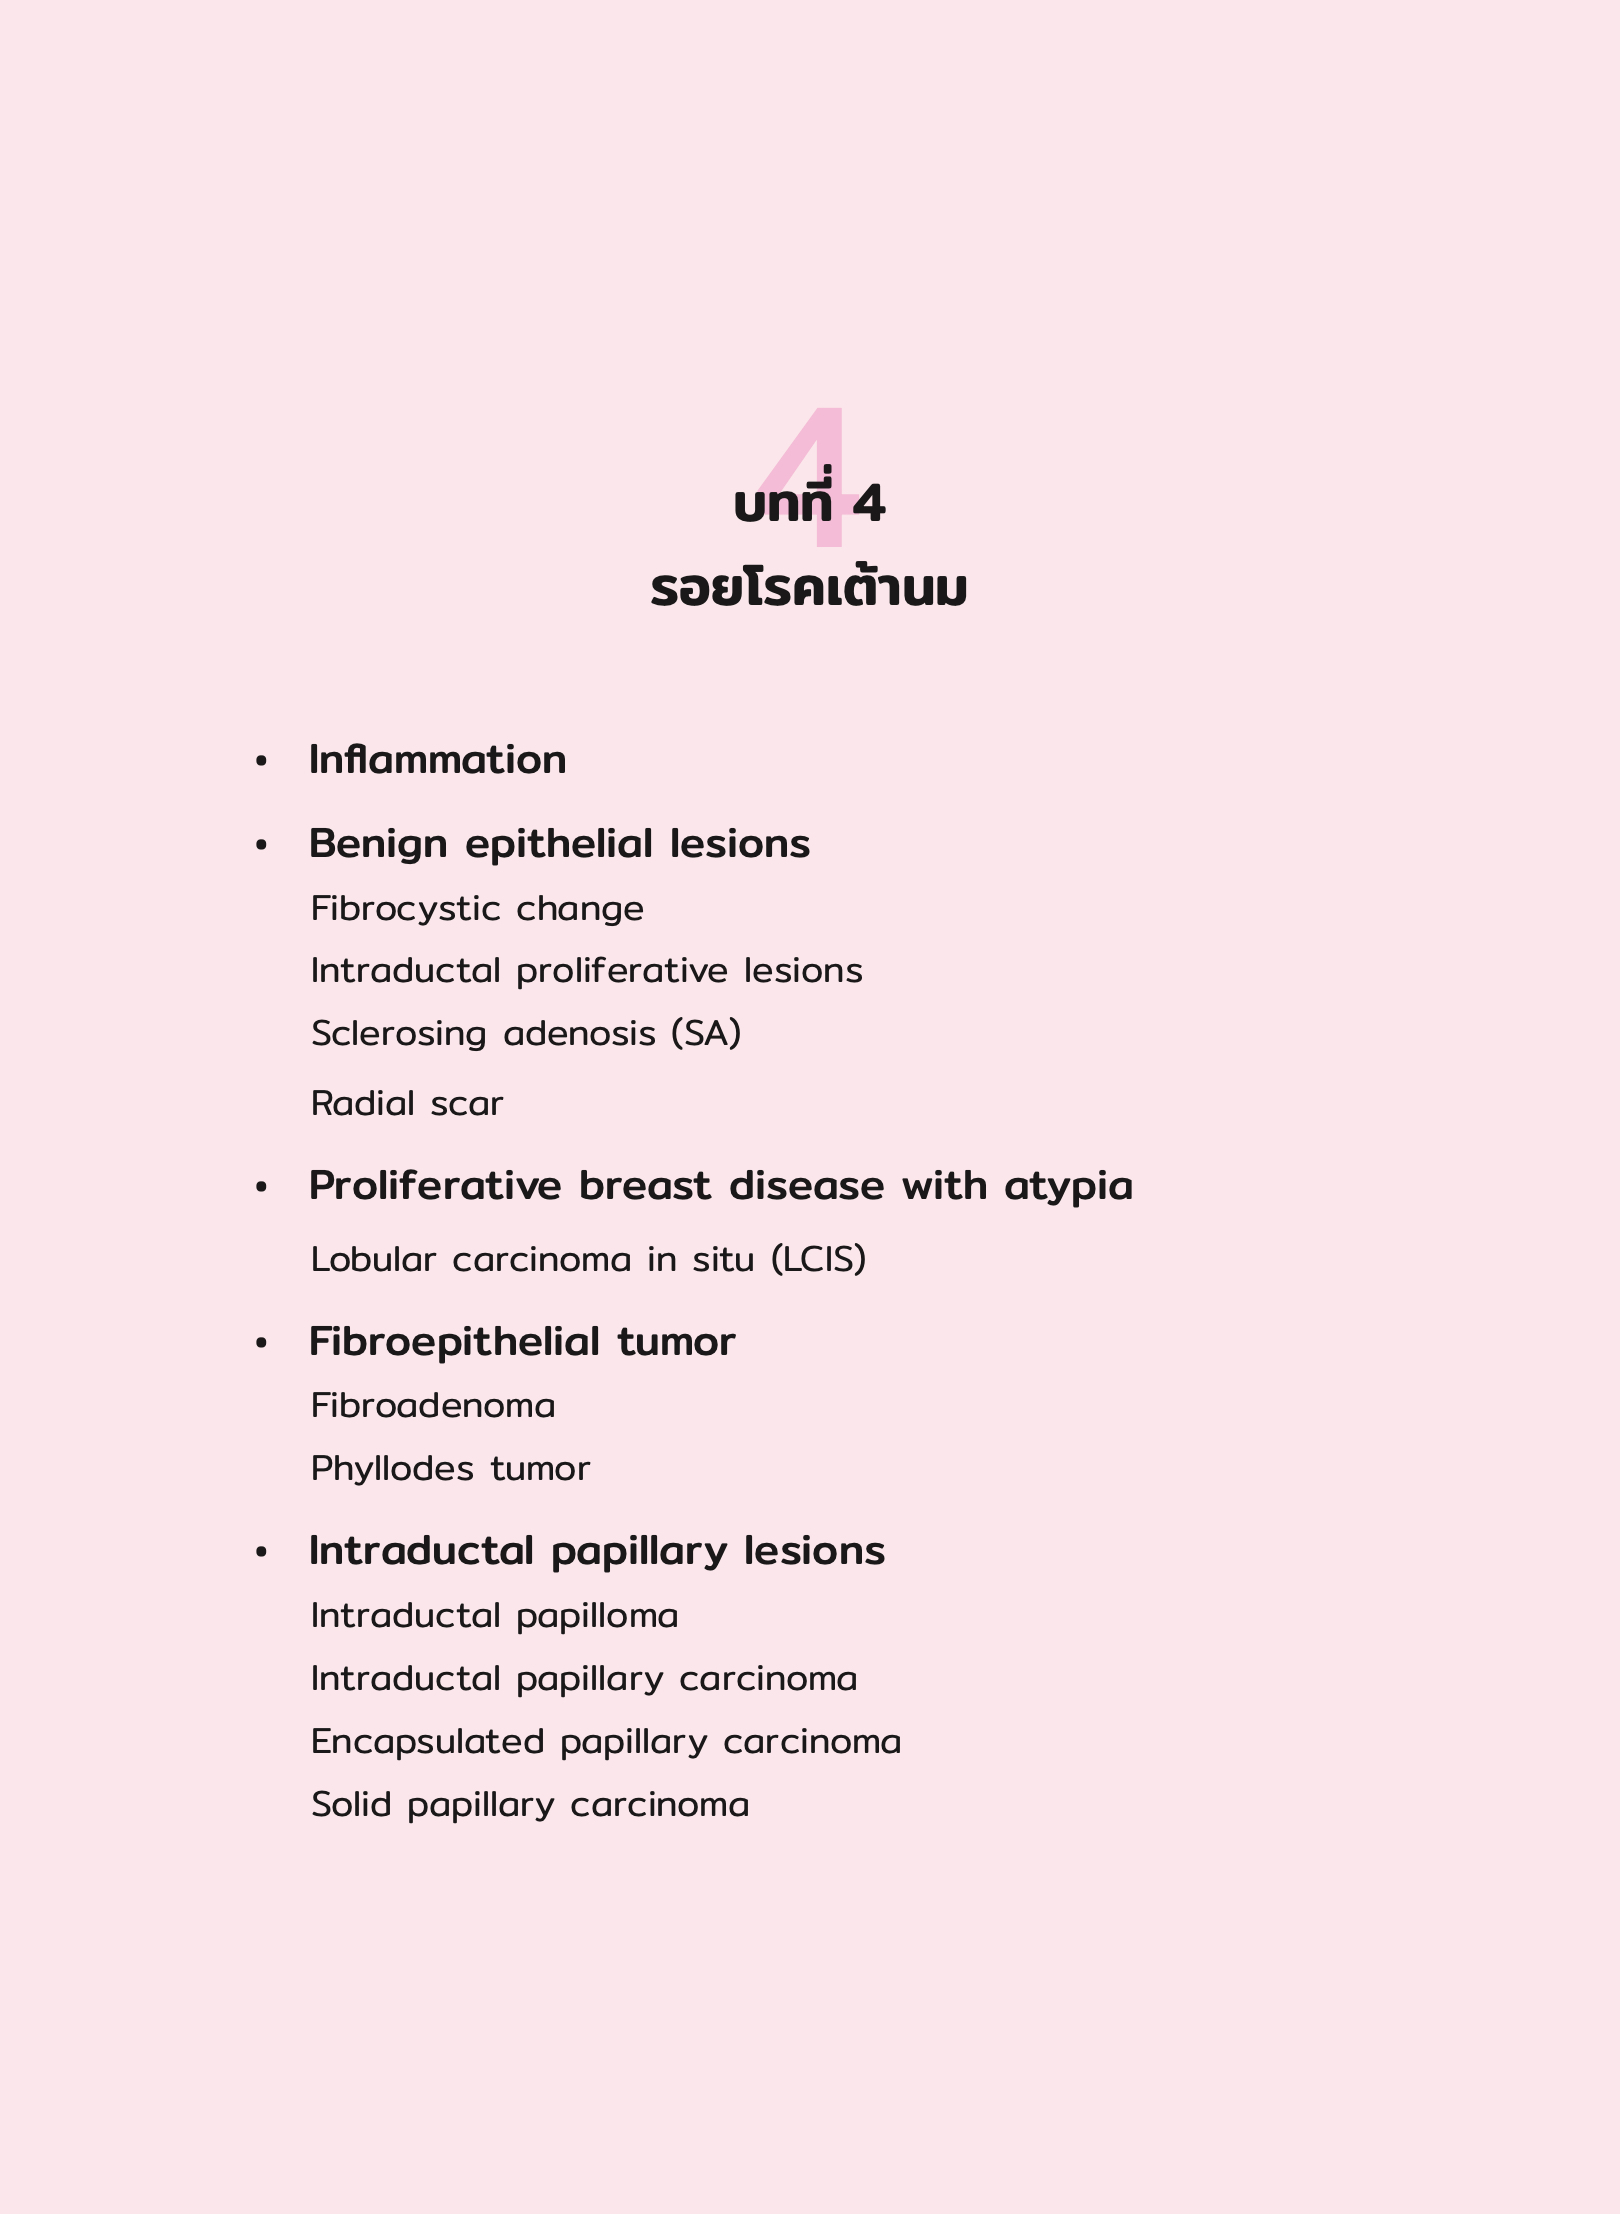 4
บทที่ 4
รอยโรคเต้านม
• Inflammation
• Benign epithelial lesions
Fibrocystic change
Intraductal proliferative lesions
Sclerosing adenosis (SA)
Radial scar
• Proliferative breast disease with atypia
Lobular carcinoma in situ (LCIS)
• Fibroepithelial tumor
Fibroadenoma
Phyllodes tumor
• Intraductal papillary lesions
Intraductal papilloma
Intraductal papillary carcinoma
Encapsulated papillary carcinoma
Solid papillary carcinoma